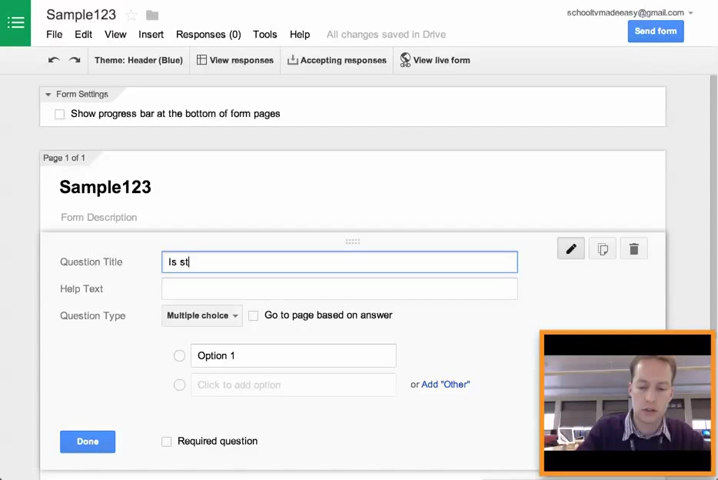 Sample123
schooltvmadeeasy@gmail.com
File Edit View Insert Responses (0) Tools Help All changes saved in Drive
Send form
Theme: Header (Blue) View responses Accepting responses View live form
Form Settings
Show progress bar at the bottom of form pages
Page 1 of 1
Sample123
Form Description
Question Title Is st
Help Text
Question Type Multiple choice Go to page based on answer
Option 1
Click to add option or Add "Other"
Done Required question